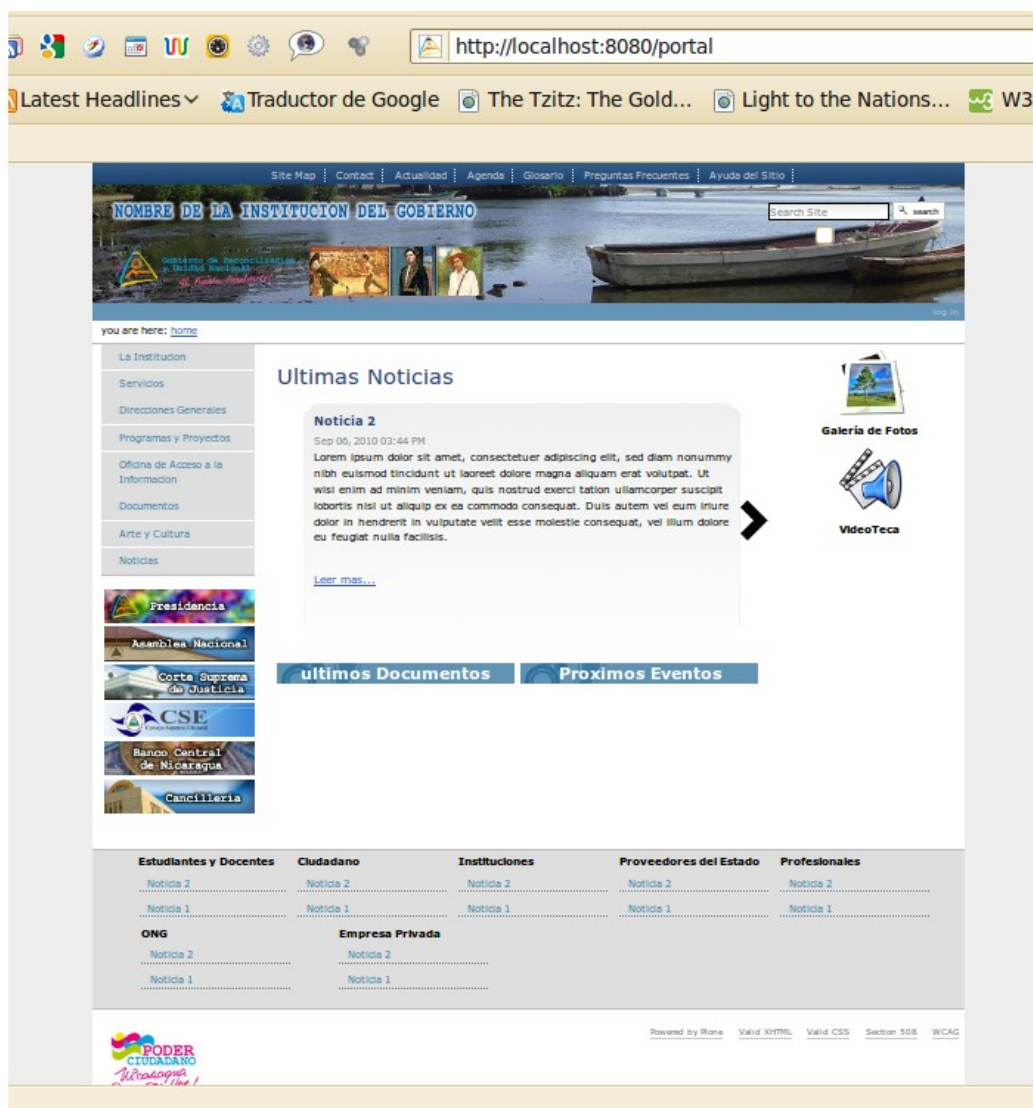 http://localhost:8080/portal
Latest Headlines
Traductor de Google
The Tzitz: The Gold...
Light to the Nations...
W3
Site Map
Contact
Actualidad
Agenda
Glosario
Preguntas Frecuentes
Ayuda del Sitio
NOMBRE DE LA INSTITUCION DEL GOBIERNO
Search Site
search
Gobierno de Reconciliacion
y Unidad Nacional
log in
you are here: home
La Institucion
Servicios
Direcciones Generales
Programas y Proyectos
Oficina de Acceso a la
Informacion
Documentos
Arte y Cultura
Noticias
Presidencia
Asamblea Nacional
Corte Suprema
de Justicia
CSE
Banco Central
de Nicaragua
Cancilleria
Ultimas Noticias
Noticia 2
Sep 06, 2010 03:44 PM
Lorem ipsum dolor sit amet, consectetuer adipiscing elit, sed diam nonummy
nibh euismod tincidunt ut laoreet dolore magna aliquam erat volutpat. Ut
wisi enim ad minim veniam, quis nostrud exerci tation ullamcorper suscipit
lobortis nisl ut aliquip ex ea commodo consequat. Duis autem vel eum iriure
dolor in hendrerit in vulputate velit esse molestie consequat, vel illum dolore
eu feugiat nulla facilisis.
Leer mas...
ultimos Documentos
Proximos Eventos
Galería de Fotos
VideoTeca
Estudiantes y Docentes
Noticia 2
Noticia 1
Ciudadano
Noticia 2
Noticia 1
Instituciones
Noticia 2
Noticia 1
Proveedores del Estado
Noticia 2
Noticia 1
Profesionales
Noticia 2
Noticia 1
ONG
Noticia 2
Noticia 1
Empresa Privada
Noticia 2
Noticia 1
Powered by Plone
Valid XHTML
Valid CSS
Section 508
WCAG
PODER
CIUDADANO
Nicaragua